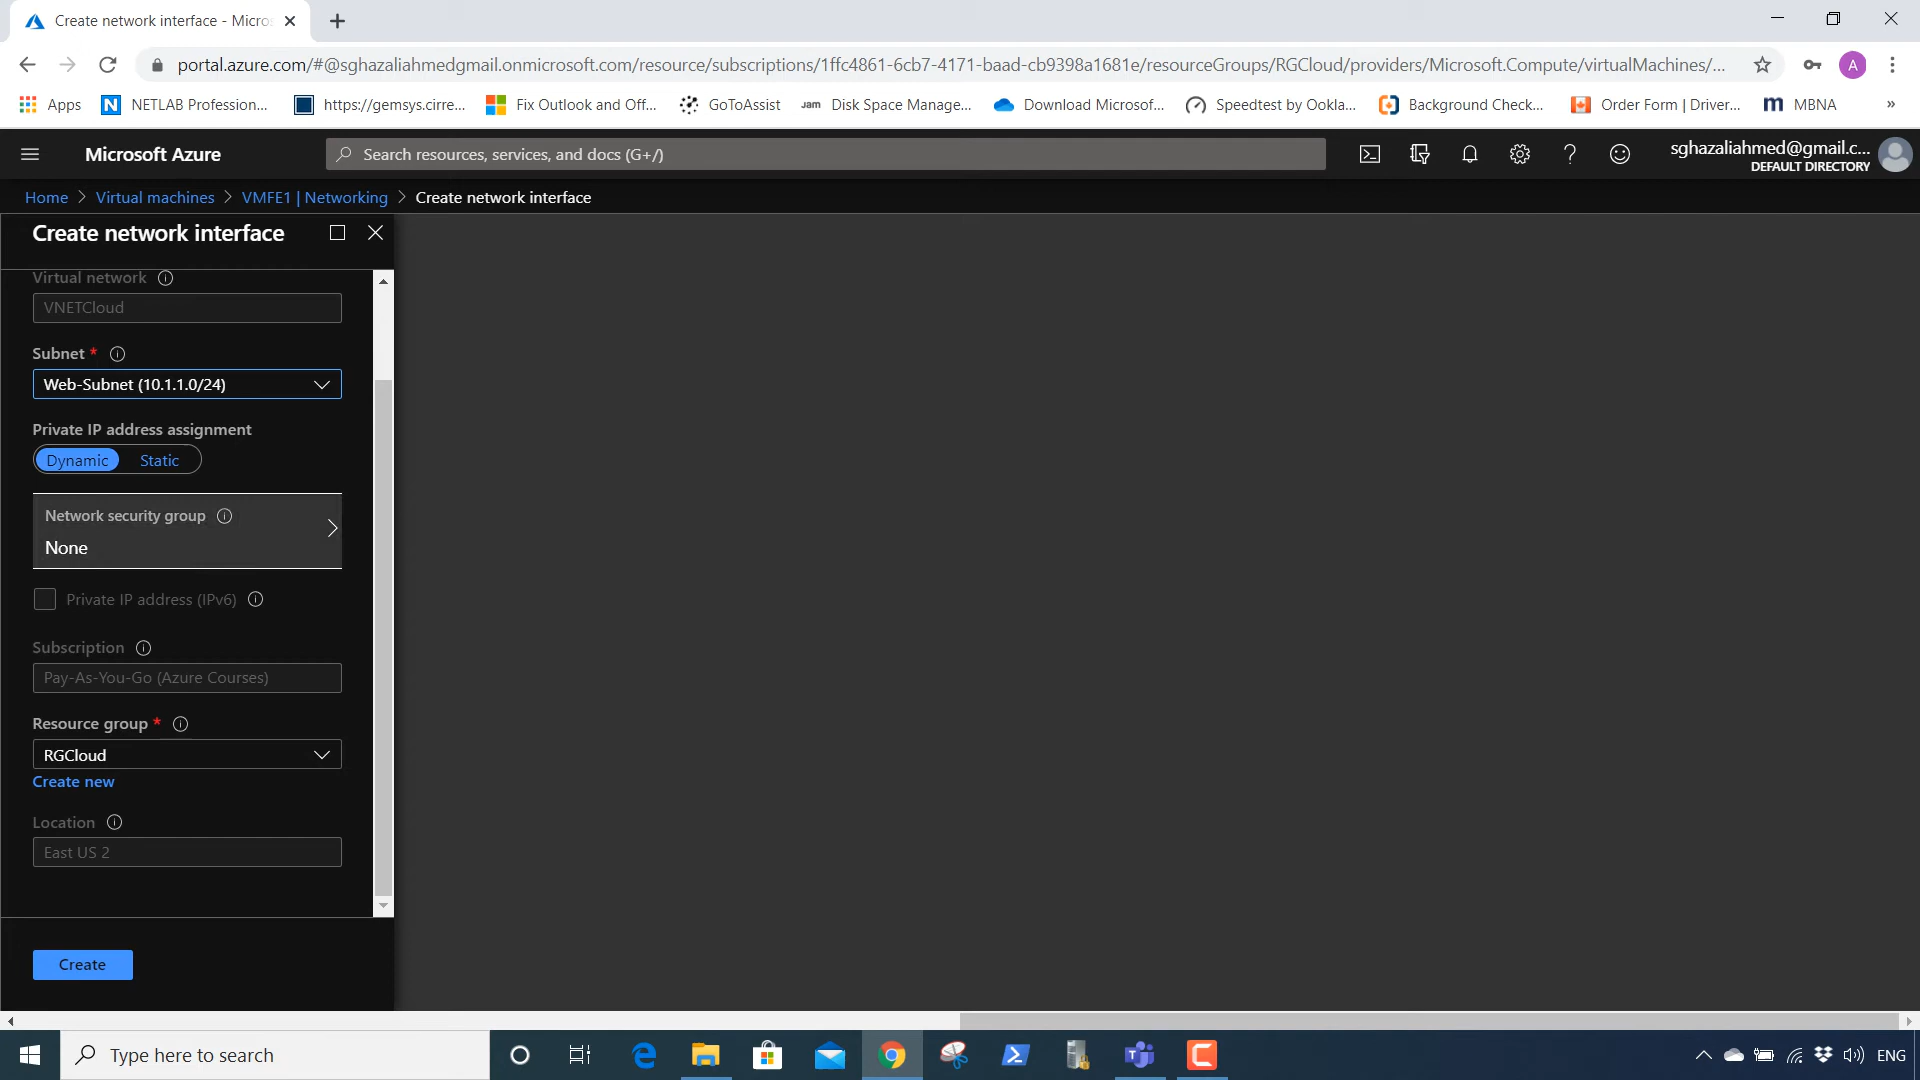 Create network interface - Micros
portal.azure.com/#@sghazaliahmedgmail.onmicrosoft.com/resource/subscriptions/1ffc4861-6cb7-4171-baad-cb9398a1681e/resourceGroups/RGCloud/providers/Microsoft.Compute/virtualMachines/...
A
Apps
N
NETLAB Profession...
https://gemsys.cirre...
Fix Outlook and Off...
GoToAssist
Jam
Disk Space Manage...
Download Microsof...
Speedtest by Ookla...
Background Check...
Order Form | Driver...
m
MBNA
»
Microsoft Azure
Search resources, services, and docs (G+/)
sghazaliahmed@gmail.c...
DEFAULT DIRECTORY
Home > Virtual machines > VMFE1 | Networking > Create network interface
Create network interface
Virtual network
VNETCloud
Subnet *
Web-Subnet (10.1.1.0/24)
Private IP address assignment
Dynamic Static
Network security group
None
Private IP address (IPv6)
Subscription
Pay-As-You-Go (Azure Courses)
Resource group *
RGCloud
Create new
Location
East US 2
Create
Type here to search
ENG